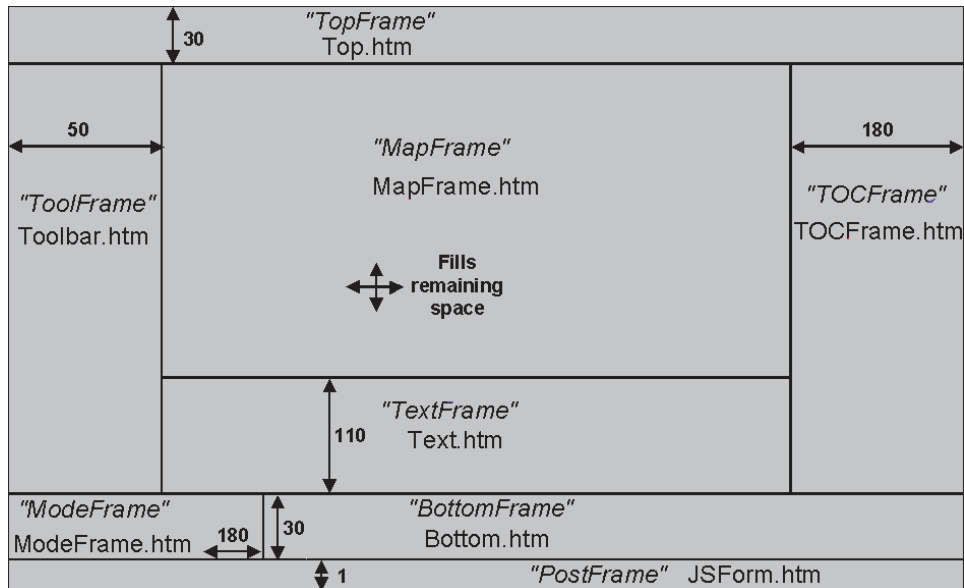 "TopFrame"
30
Top.htm
50
180
"MapFrame"
MapFrame.htm
"ToolFrame"
Toolbar.htm
"TOCFrame"
TOCFrame.htm
Fills
remaining
space
"TextFrame"
110
Text.htm
"ModeFrame"
ModeFrame.htm
180
30
"BottomFrame"
Bottom.htm
1
"PostFrame" JSForm.htm